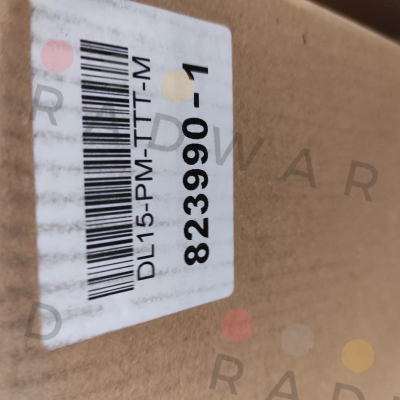 DL15-PM-TTT-M
823990-1
RADWAR
D
RAD